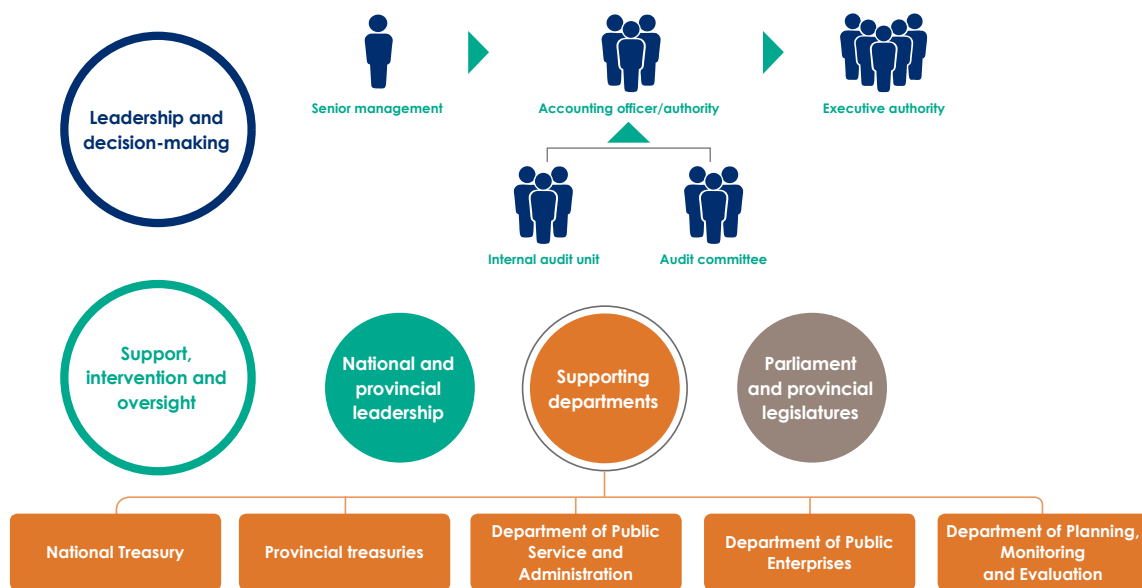 Leadership and
decision-making
Senior management
Accounting officer/authority
Executive authority
Internal audit unit
Audit committee
Support,
intervention and
oversight
National and
provincial
leadership
Supporting
departments
Parliament
and provincial
legislatures
National Treasury
Provincial treasuries
Department of Public
Service and
Administration
Department of Public
Enterprises
Department of Planning,
Monitoring
and Evaluation